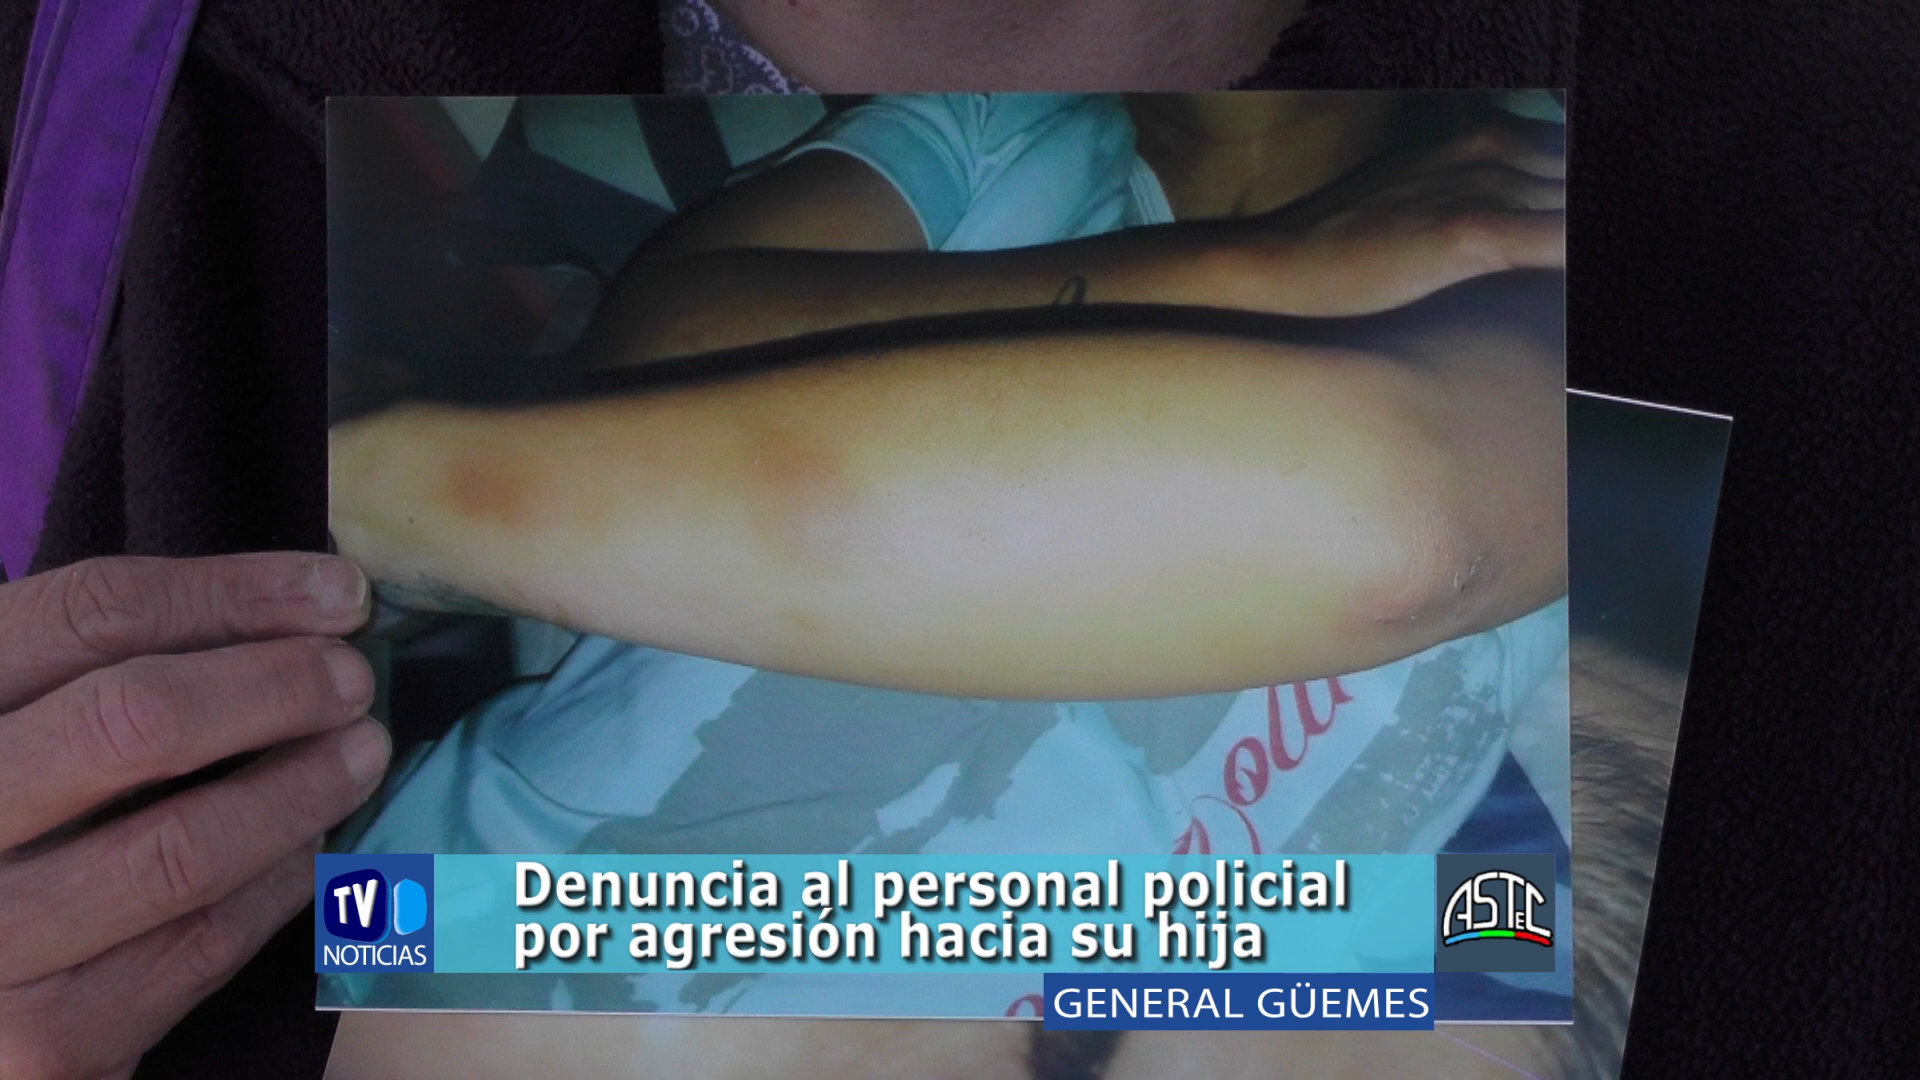 Denuncia al personal policial
por agresión hacia su hija
TV
NOTICIAS
ASTEC
GENERAL GÜEMES